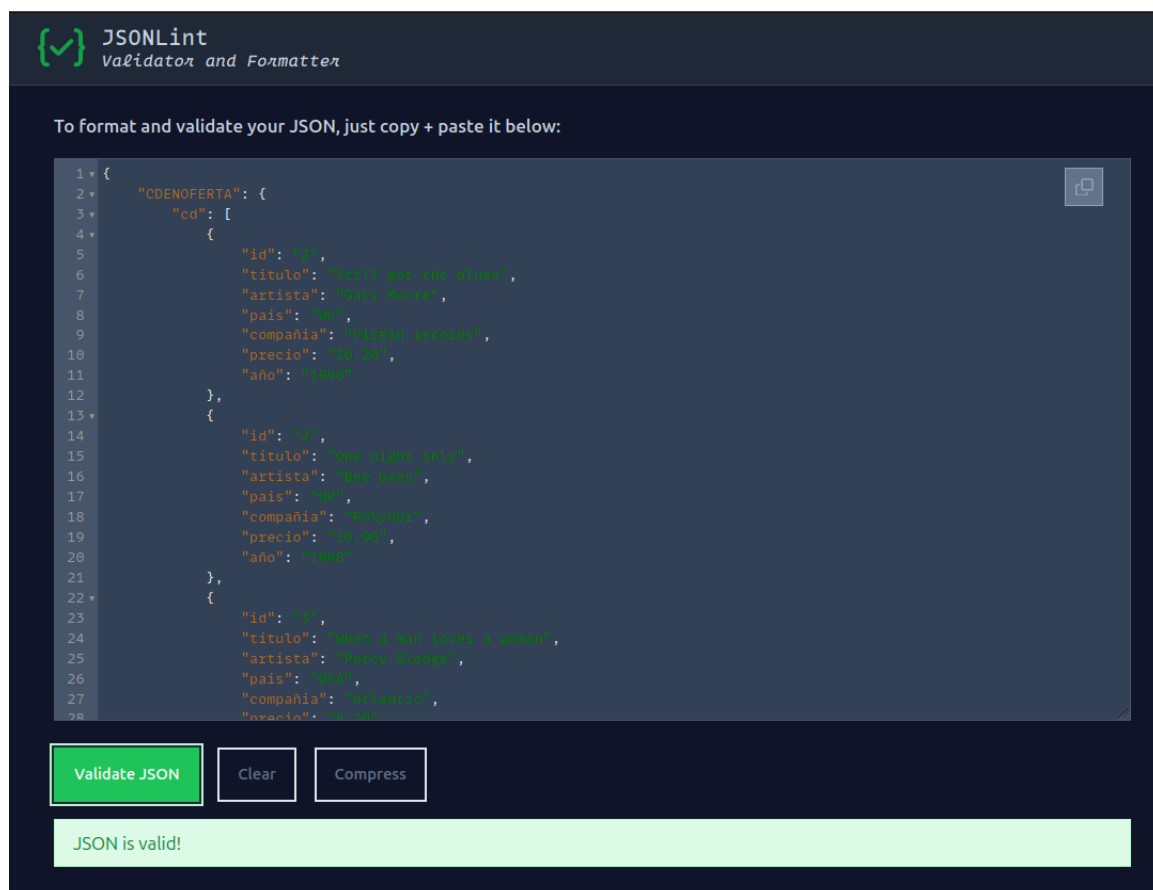 JSONLint
Validator and Formatter
To format and validate your JSON, just copy + paste it below:
1 {
2 "CDENOFERTA": {
3 "cd": [
4 {
5 "id": "2",
6 "titulo": "Still got the blues",
7 "artista": "Gary Moore",
8 "pais": "UK",
9 "compañia": "Virgin records",
10 "precio": "10.20",
11 "año": "1990"
12 },
13 {
14 "id": "2",
15 "titulo": "One night only",
16 "artista": "Bee Gees",
17 "pais": "UK",
18 "compañia": "Polydor",
19 "precio": "10.90",
20 "año": "1998"
21 },
22 {
23 "id": "3",
24 "titulo": "When a man loves a woman",
25 "artista": "Percy Sledge",
26 "pais": "USA",
27 "compañia": "Atlantic",
28 "precio":
Validate JSON
Clear
Compress
JSON is valid!